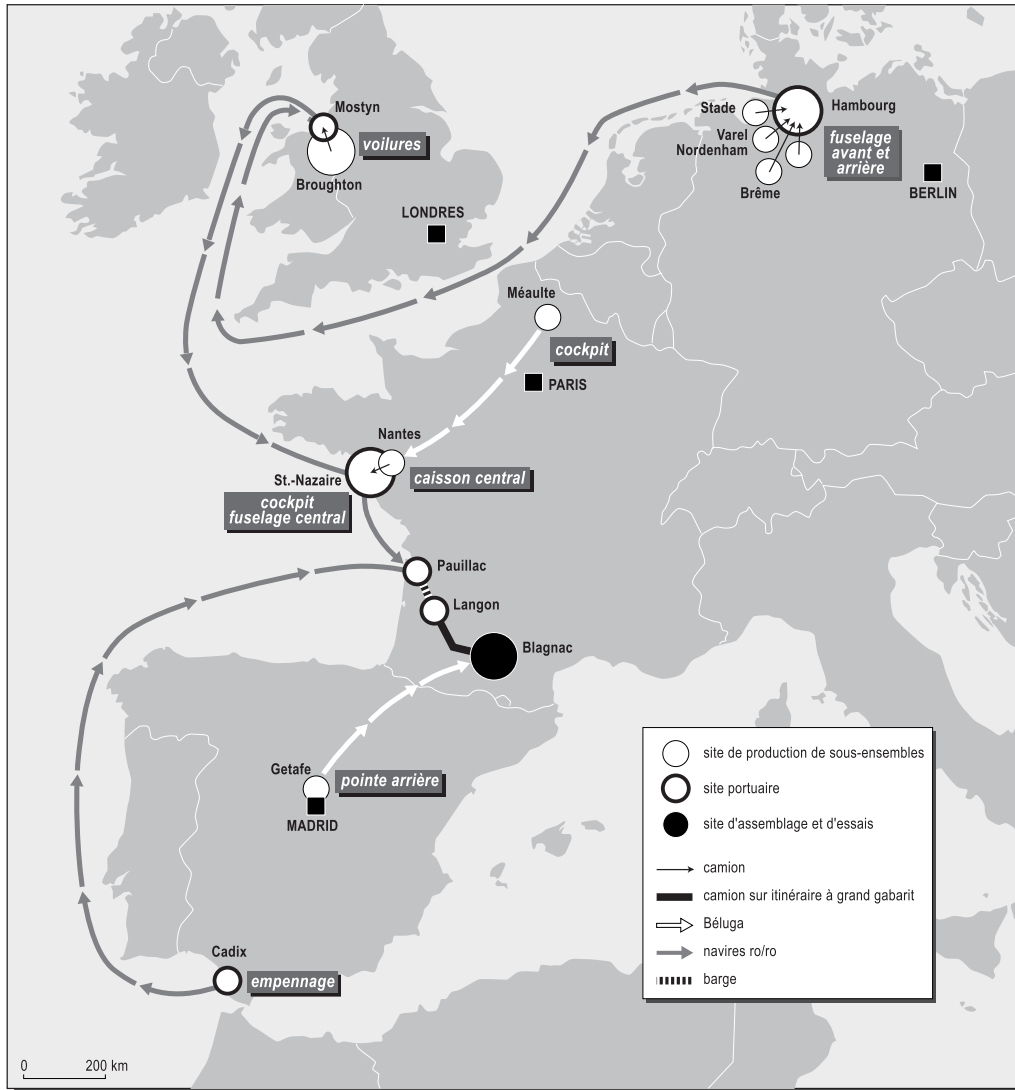 Mostyn
voilures
Broughton
LONDRES
Stade
Hambourg
Varel
Nordenham
fuselage
avant et
arrière
Brême
BERLIN
Méaulte
cockpit
PARIS
Nantes
St.-Nazaire
caisson central
cockpit
fuselage central
Pauillac
Langon
Blagnac
Getafe
pointe arrière
MADRID
Cadix
empennage
site de production de sous-ensembles
site portuaire
site d'assemblage et d'essais
camion
camion sur itinéraire à grand gabarit
Béluga
navires ro/ro
barge
0 200 km